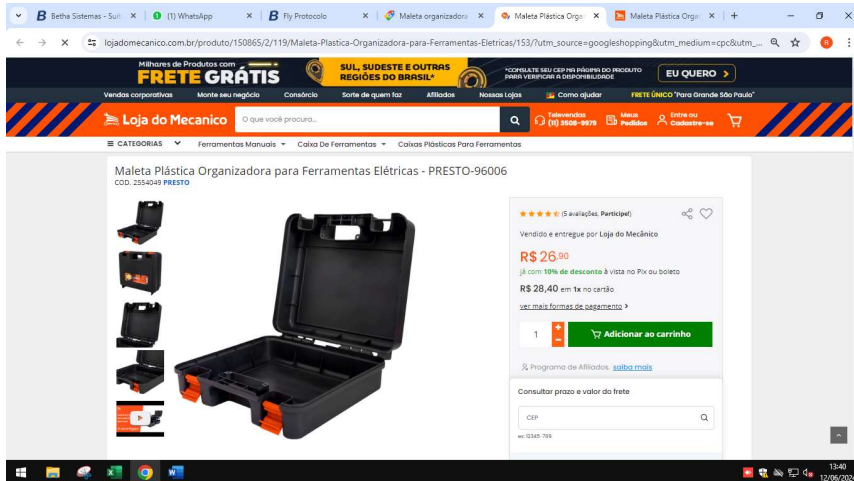 Betha Sistemas - Suit
(1) WhatsApp
Fly Protocolo
Maleta organizadora
Maleta Plástica Orga
Maleta Plástica Orga
lojadomecanico.com.br/produto/150865/2/119/Maleta-Plastica-Organizadora-para-Ferramentas-Eletricas/153/?utm_source=googleshopping&utm_medium=cpc&utm_...
Milhares de Produtos com
FRETE GRÁTIS
SUL, SUDESTE E OUTRAS
REGIÕES DO BRASIL*
*CONSULTE SEU CEP NA PÁGINA DO PRODUTO
PARA VERIFICAR A DISPONIBILIDADE
EU QUERO >
Vendas corporativas Monte seu negócio Consórcio Sorte de quem faz Afiliados Nossas Lojas Como ajudar FRETE ÚNICO "Para Grande São Paulo"
Loja do Mecanico
O que você procura...
Televendas
(11) 3508-9979
Meus
Pedidos
Entre ou
Cadastre-se
CATEGORIAS Ferramentas Manuais Caixa De Ferramentas Caixas Plásticas Para Ferramentas
Maleta Plástica Organizadora para Ferramentas Elétricas - PRESTO-96006
COD. 2554049 PRESTO
(5 avaliações, Participe!)
Vendido e entregue por Loja do Mecânico
R$ 26,90
já com 10% de desconto à vista no Pix ou boleto
R$ 28,40 em 1x no cartão
ver mais formas de pagamento >
1
Adicionar ao carrinho
Programa de Afiliados. saiba mais
Consultar prazo e valor do frete
CEP
ex: 12345-789
13:40
12/06/2024